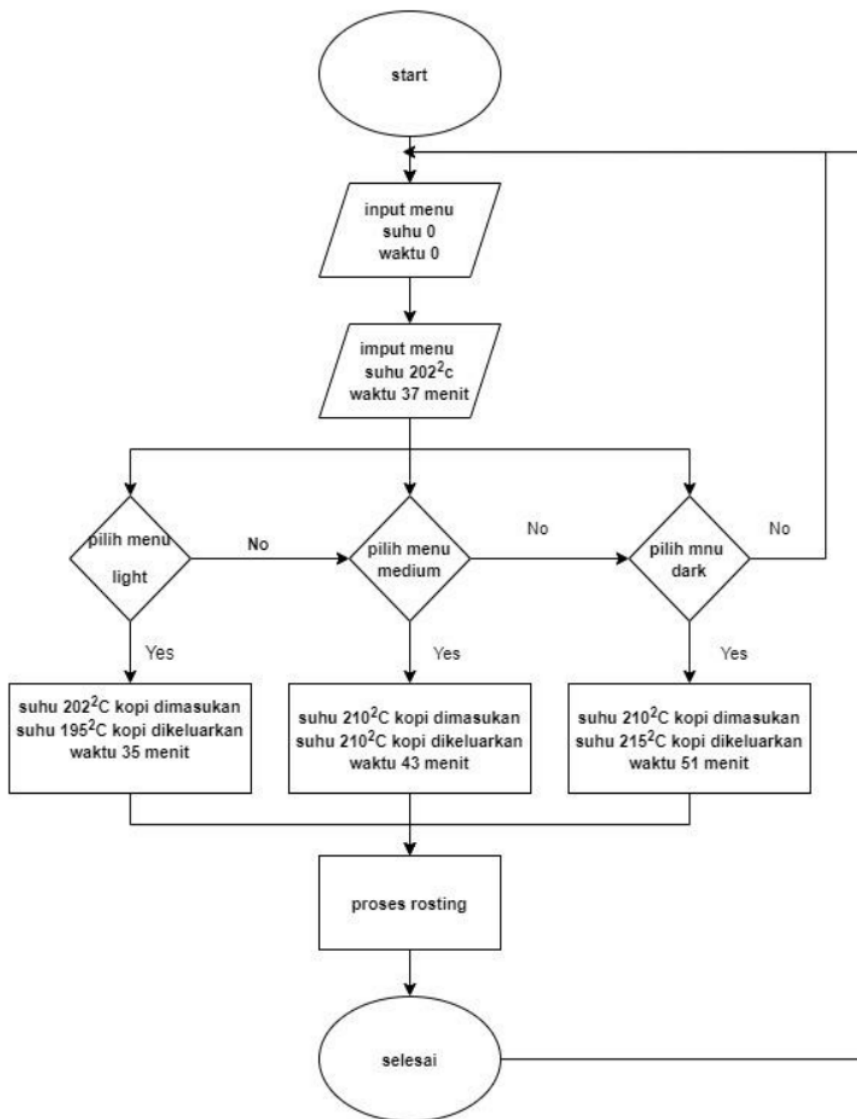 start
input menu
suhu 0
waktu 0
imput menu
suhu 202²c
waktu 37 menit
pilih menu
light
No
pilih menu
medium
No
pilih mnu
dark
No
Yes
Yes
Yes
suhu 202²C kopi dimasukan
suhu 195²C kopi dikeluarkan
waktu 35 menit
suhu 210²C kopi dimasukan
suhu 210²C kopi dikeluarkan
waktu 43 menit
suhu 210²C kopi dimasukan
suhu 215²C kopi dikeluarkan
waktu 51 menit
proses rosting
selesai